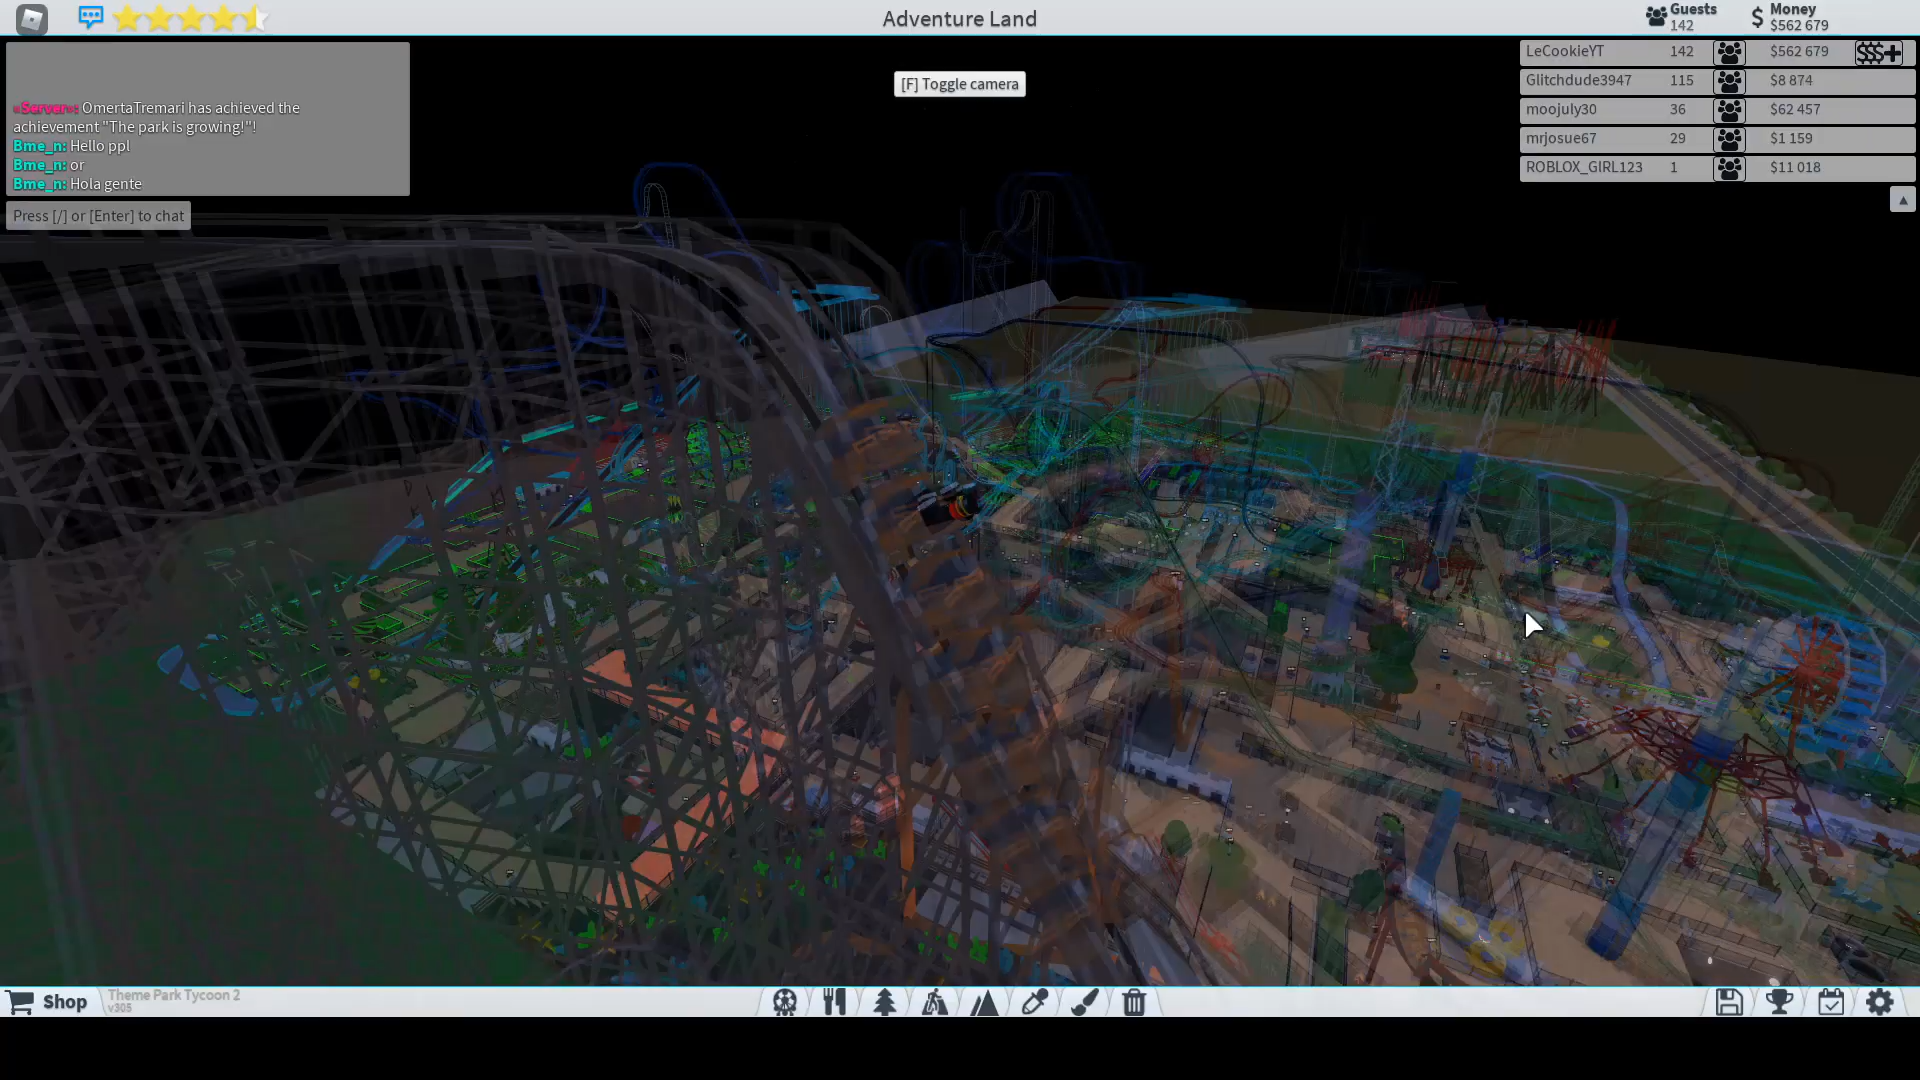 Adventure Land
Guests
142
$ Money
$562 679
[F] Toggle camera
«Server»: OmertaTremari has achieved the
achievement "The park is growing!"!
Bme_n: Hello ppl
Bme_n: or
Bme_n: Hola gente
Press [/] or [Enter] to chat
LeCookieYT 142 $562 679 $$$+
Glitchdude3947 115 $8 874
moojuly30 36 $62 457
mrjosue67 29 $1 159
ROBLOX_GIRL123 1 $11 018
Shop
Theme Park Tycoon 2
v305